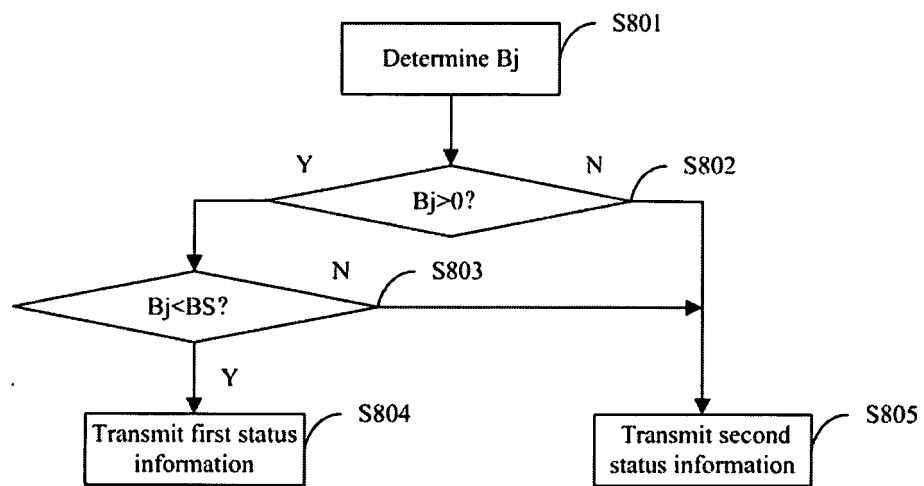 S801
Determine Bj
Y
N
S802
Bj>0?
N
S803
Bj<BS?
Y
S804
Transmit first status
information
S805
Transmit second
status information